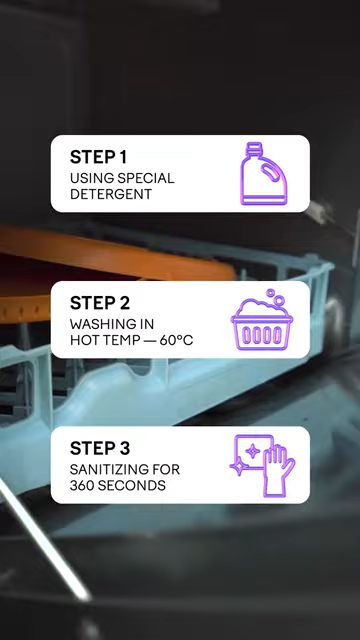 STEP 1
USING SPECIAL
DETERGENT
STEP 2
WASHING IN
HOT TEMP — 60°C
STEP 3
SANITIZING FOR
360 SECONDS